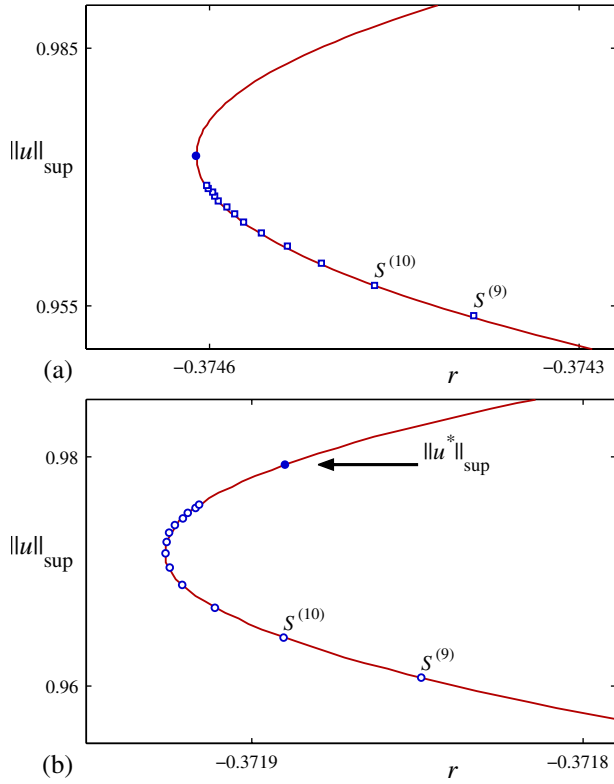 0.985
||u||sup
S(10)
S(9)
0.955
(a)
−0.3746
r
−0.3743
0.98
||u*||sup
||u||sup
S(10)
S(9)
0.96
(b)
−0.3719
r
−0.3718